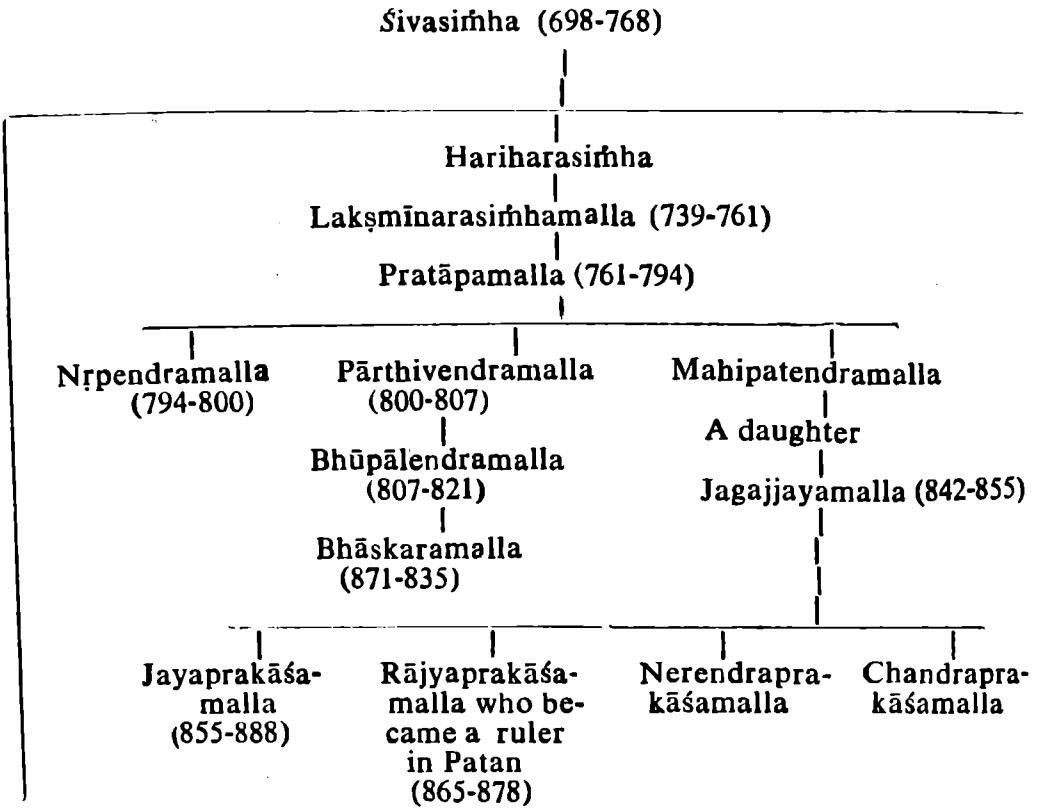 Śivasiṁha (698-768)
Hariharasiṁha
Lakṣmīnarasiṁhamalla (739-761)
Pratāpamalla (761-794)
Nṛpendramalla
(794-800)
Pārthivendramalla
(800-807)
Mahipatendramalla
A daughter
Bhūpālendramalla
(807-821)
Jagajjayamalla (842-855)
Bhāskaramalla
(871-835)
Jayaprakāśa-
malla
(855-888)
Rājyaprakāśa-
malla who be-
came a ruler
in Patan
(865-878)
Nerendrapra-
kāśamalla
Chandrapra-
kāśamalla